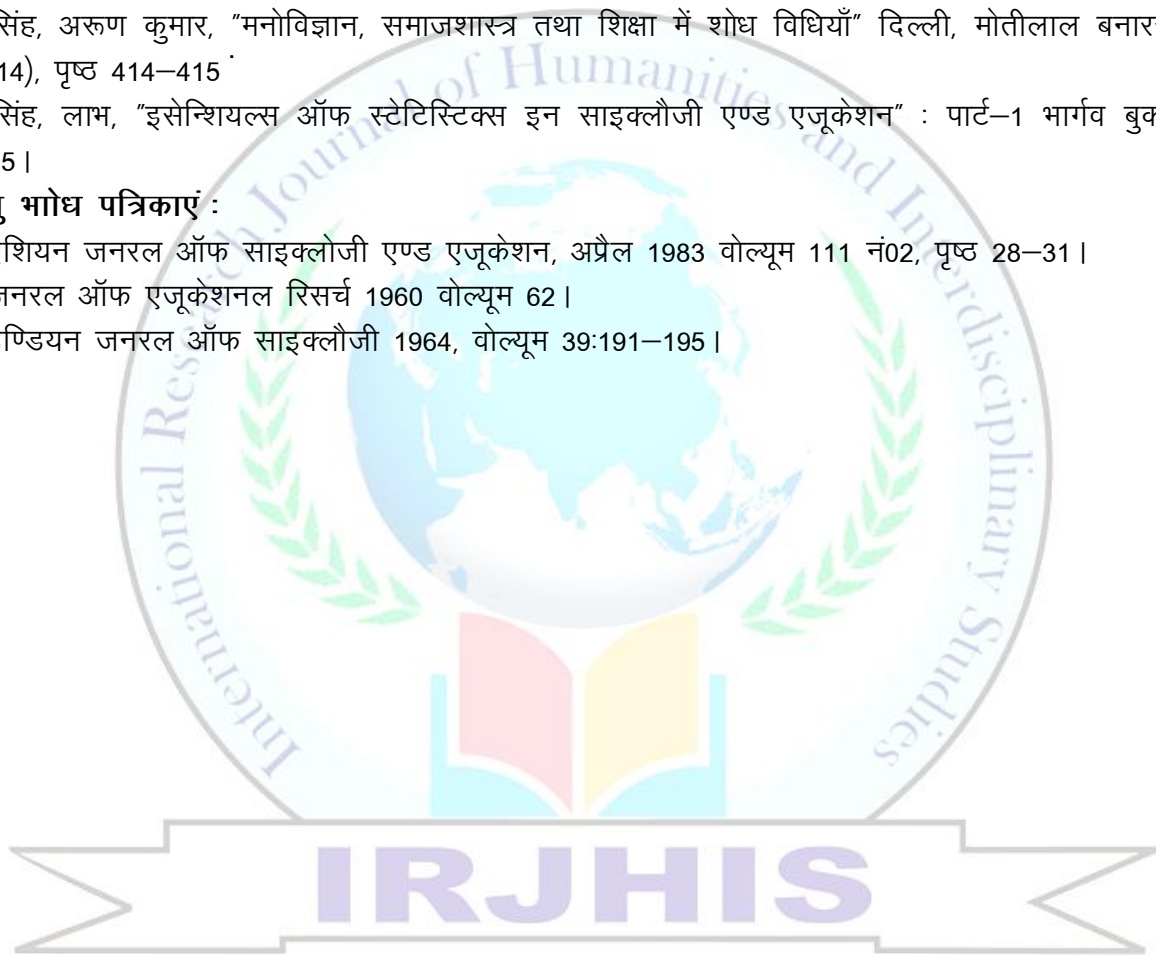 सिंह, अरूण कुमार, "मनोविज्ञान, समाजशास्त्र तथा शिक्षा में शोध विधियाँ" दिल्ली, मोतीलाल
14), पृष्ठ 414–415
सिंह, लाभ, "इसेन्शियल्स ऑफ स्टेटिस्टिक्स इन साइक्लौजी एण्ड एजूकेशन" : पार्ट–1 भार्गव बुक
5।
भाोध पत्रिकाएं :
शियन जनरल ऑफ साइक्लोजी एण्ड एजूकेशन, अप्रैल 1983 वोल्यूम 111 नं02, पृष्ठ 28–31।
जनरल ऑफ एजूकेशनल रिसर्च 1960 वोल्यूम 62।
ण्डियन जनरल ऑफ साइक्लौजी 1964, वोल्यूम 39:191–195।
International Research Journal of Humanities and Interdisciplinary Studies
IRJHIS